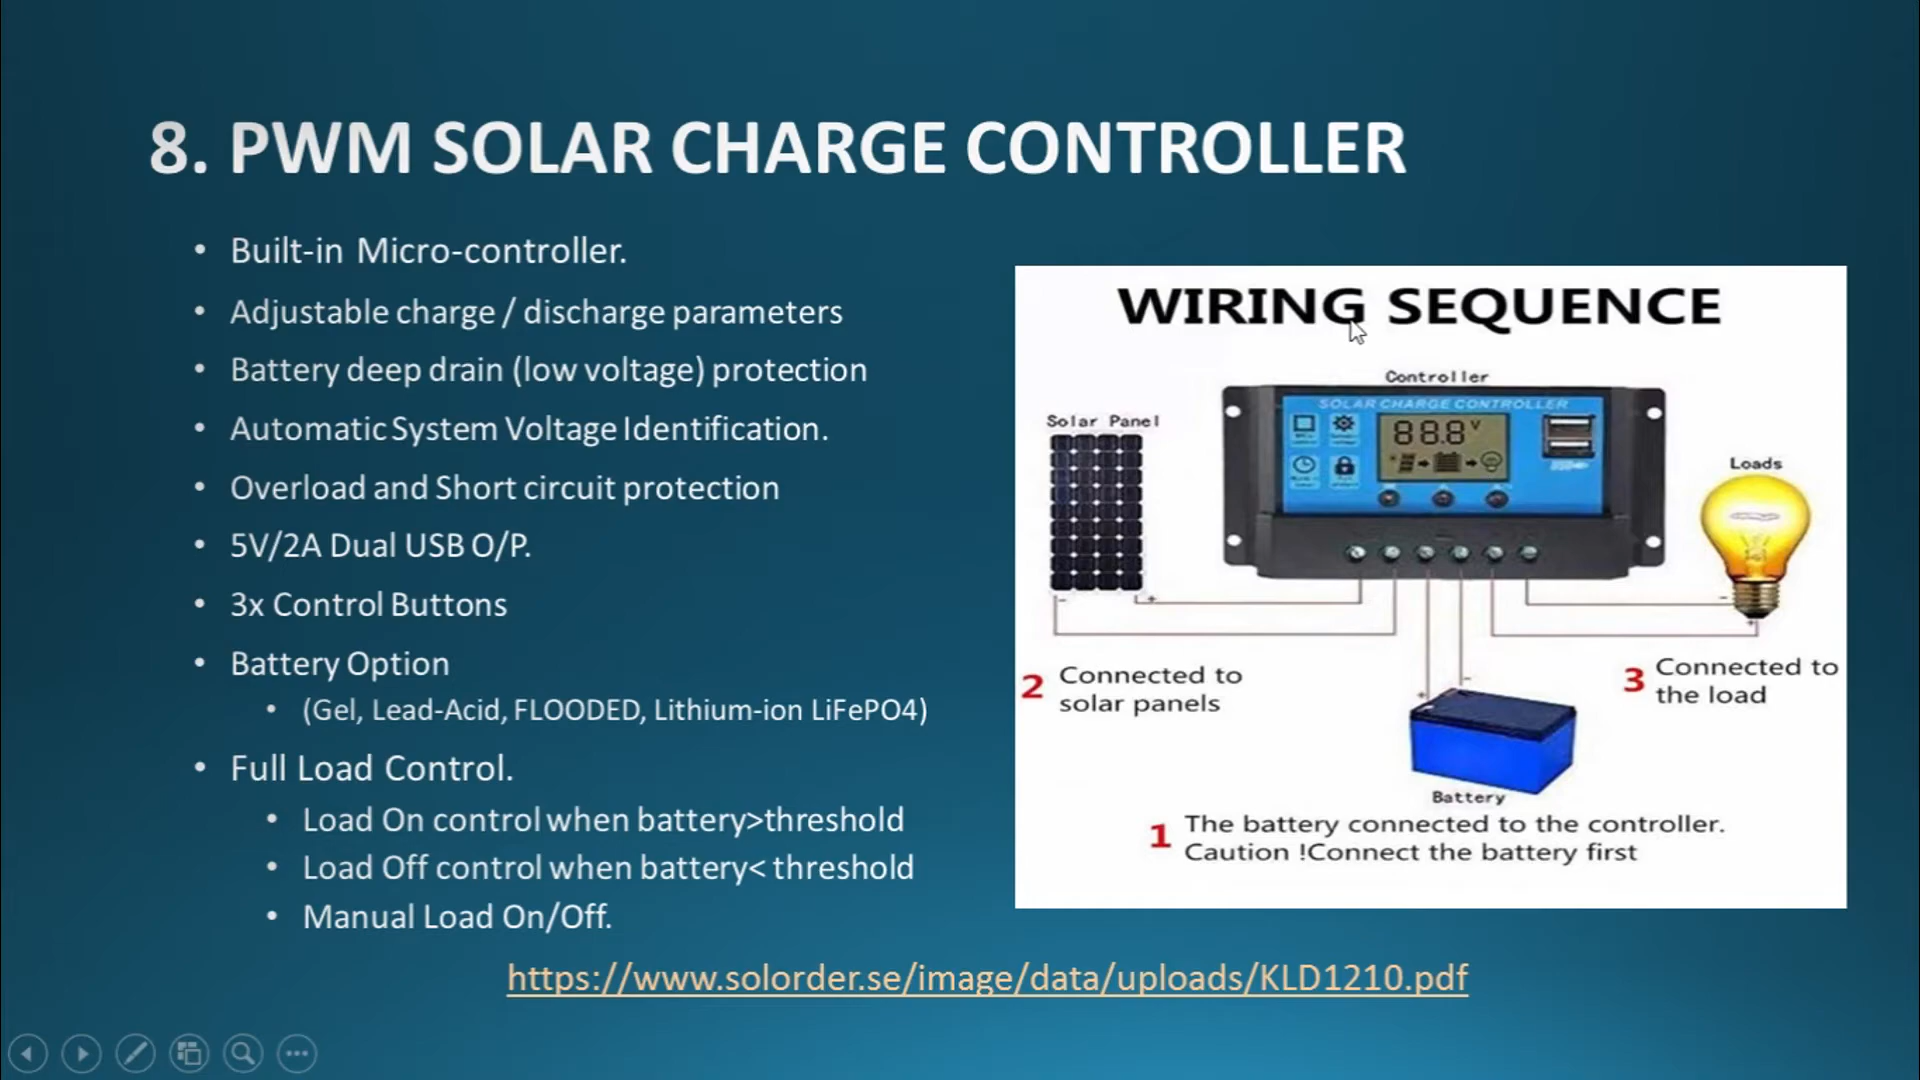 8. PWM SOLAR CHARGE CONTROLLER
• Built-in Micro-controller.
• Adjustable charge / discharge parameters
• Battery deep drain (low voltage) protection
• Automatic System Voltage Identification.
• Overload and Short circuit protection
• 5V/2A Dual USB O/P.
• 3x Control Buttons
• Battery Option
• (Gel, Lead-Acid, FLOODED, Lithium-ion LiFePO4)
• Full Load Control.
• Load On control when battery>threshold
• Load Off control when battery< threshold
• Manual Load On/Off.
WIRING SEQUENCE
Controller
SOLAR CHARGE CONTROLLER
88.8V
Solar Panel
Loads
- +
-
+
2 Connected to
solar panels
3 Connected to
the load
+ -
Battery
1 The battery connected to the controller.
Caution !Connect the battery first
https://www.solorder.se/image/data/uploads/KLD1210.pdf